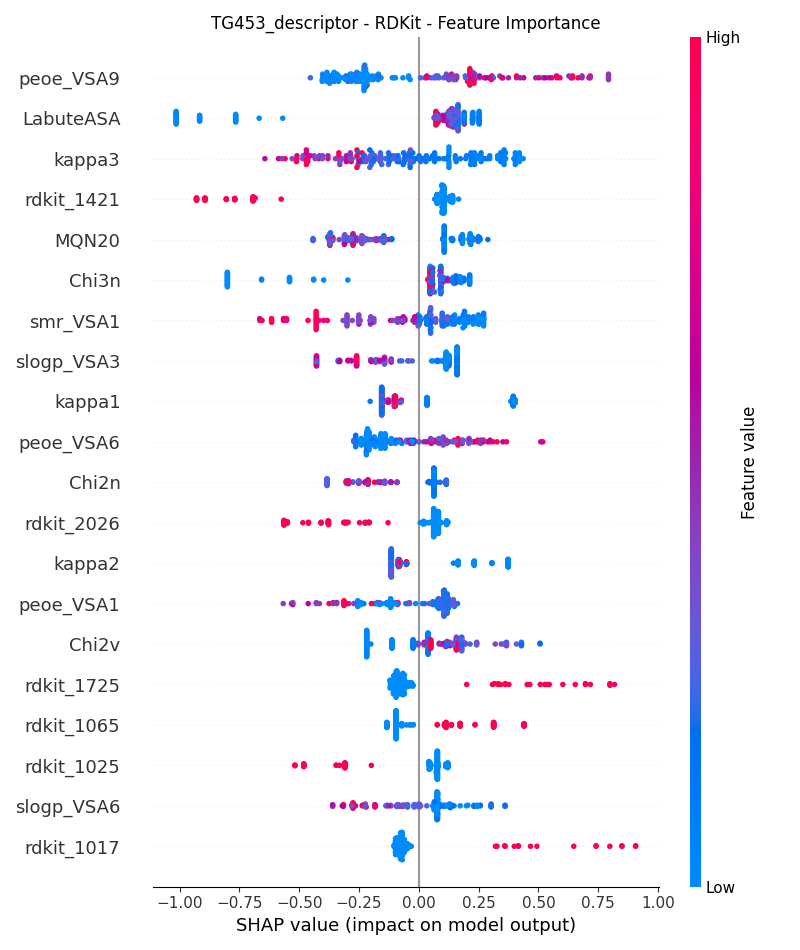 TG453_descriptor - RDKit - Feature Importance
High
peoe_VSA9
LabuteASA
kappa3
rdkit_1421
MQN20
Chi3n
smr_VSA1
slogp_VSA3
kappa1
peoe_VSA6
Chi2n
rdkit_2026
kappa2
peoe_VSA1
Chi2v
rdkit_1725
rdkit_1065
rdkit_1025
slogp_VSA6
rdkit_1017
Feature value
Low
−1.00 −0.75 −0.50 −0.25 0.00 0.25 0.50 0.75 1.00
SHAP value (impact on model output)